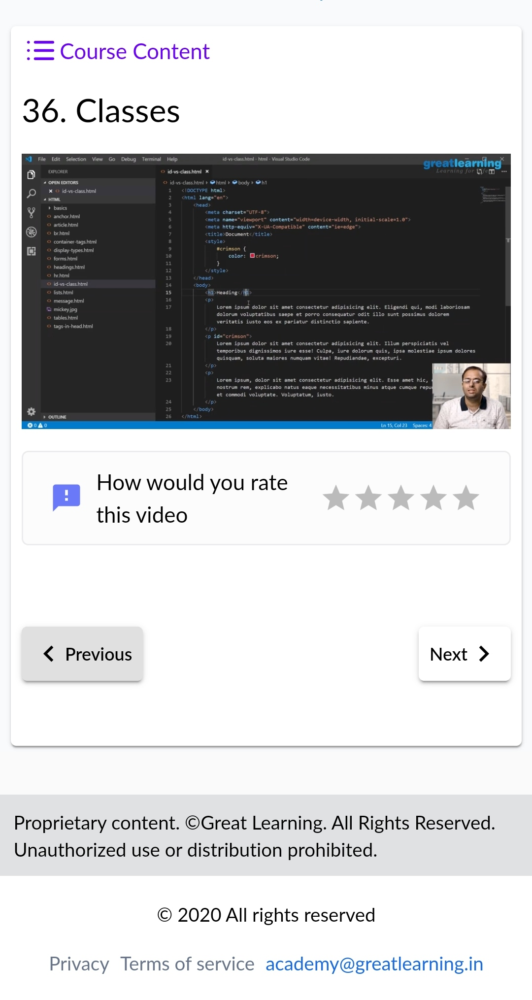 Course Content
36. Classes
File Edit Selection View Go Debug Terminal Help id-vs-class.html - html - Visual Studio Code
greatlearning
Learning for life
EXPLORER
OPEN EDITORS
id-vs-class.html
HTML
basics
anchor.html
article.html
br.html
container-tags.html
display-types.html
forms.html
headings.html
hr.html
id-vs-class.html
lists.html
message.html
mickey.jpg
tables.html
tags-in-head.html
OUTLINE
id-vs-class.html
id-vs-class.html html body h1
1 <!DOCTYPE html>
2 <html lang="en">
3 <head>
4 <meta charset="UTF-8">
5 <meta name="viewport" content="width=device-width, initial-scale=1.0">
6 <meta http-equiv="X-UA-Compatible" content="ie=edge">
7 <title>Document</title>
8 <style>
9 #crimson {
10 color: crimson;
11 }
12 </style>
13 </head>
14 <body>
15 <h1>Heading</h1>
16 <p>
17 Lorem ipsum dolor sit amet consectetur adipisicing elit. Eligendi qui, modi laboriosam
dolorum voluptatibus saepe et porro consequatur odit illo sunt possimus dolorem
veritatis iusto eos ex pariatur distinctio sapiente.
18 </p>
19 <p id="crimson">
20 Lorem ipsum dolor sit amet consectetur adipisicing elit. Illum perspiciatis vel
temporibus dignissimos iure esse! Culpa, iure dolorum quis, ipsa molestiae ipsum dolores
quisquam, soluta maiores numquam vitae! Repudiandae, excepturi.
21 </p>
22 <p>
23 Lorem ipsum, dolor sit amet consectetur adipisicing elit. Esse amet hic,
nostrum rem, explicabo natus eaque necessitatibus minus atque cumque repu
et commodi voluptate. Voluptatum, iusto.
24 </p>
25 </body>
26 </html>
0 0 Ln 15, Col 23 Spaces: 4
How would you rate
this video
Previous
Next
Proprietary content. ©Great Learning. All Rights Reserved.
Unauthorized use or distribution prohibited.
© 2020 All rights reserved
Privacy Terms of service academy@greatlearning.in